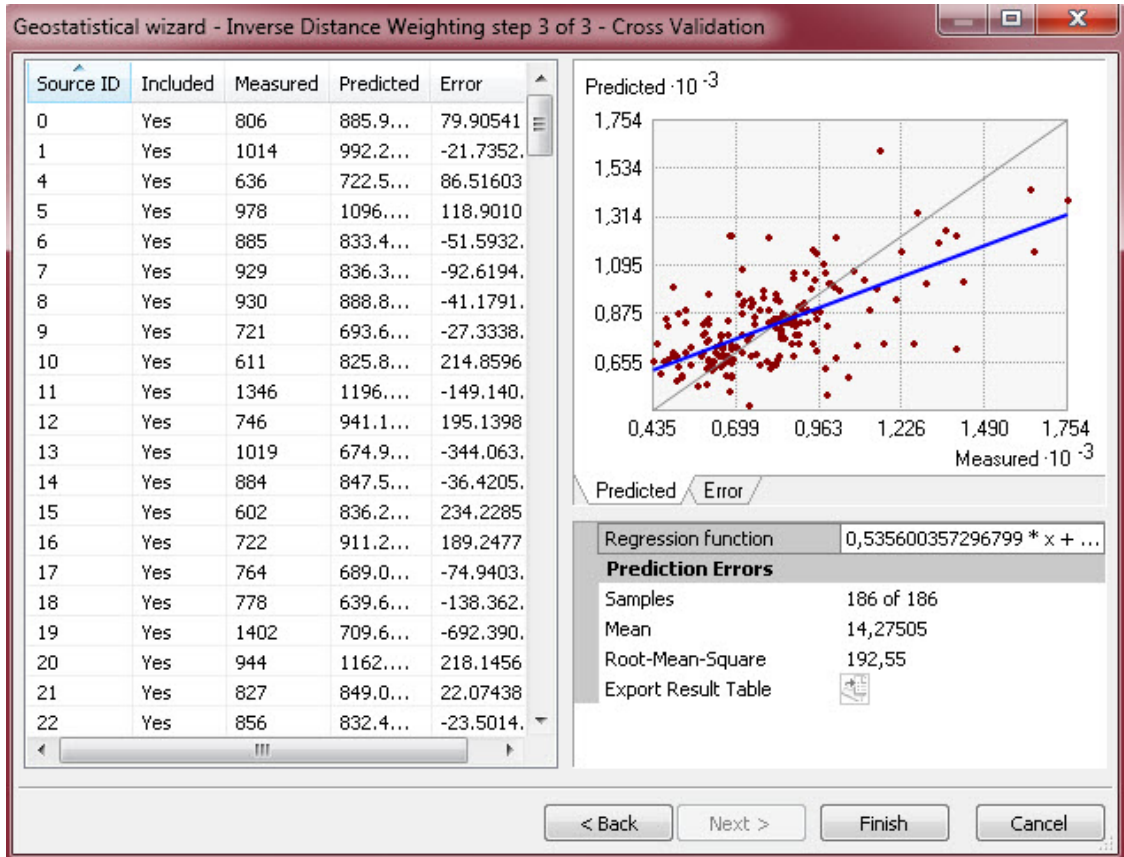 Geostatistical wizard - Inverse Distance Weighting step 3 of 3 - Cross Validation
Source ID Included Measured Predicted Error
0 Yes 806 885.9... 79.90541
1 Yes 1014 992.2... -21.7352.
4 Yes 636 722.5... 86.51603
5 Yes 978 1096.... 118.9010
6 Yes 885 833.4... -51.5932.
7 Yes 929 836.3... -92.6194.
8 Yes 930 888.8... -41.1791.
9 Yes 721 693.6... -27.3338.
10 Yes 611 825.8... 214.8596
11 Yes 1346 1196.... -149.140.
12 Yes 746 941.1... 195.1398
13 Yes 1019 674.9... -344.063.
14 Yes 884 847.5... -36.4205.
15 Yes 602 836.2... 234.2285
16 Yes 722 911.2... 189.2477
17 Yes 764 689.0... -74.9403.
18 Yes 778 639.6... -138.362.
19 Yes 1402 709.6... -692.390.
20 Yes 944 1162.... 218.1456
21 Yes 827 849.0... 22.07438
22 Yes 856 832.4... -23.5014.
Predicted ·10 -3
1,754
1,534
1,314
1,095
0,875
0,655
0,435 0,699 0,963 1,226 1,490 1,754
Measured ·10 -3
Predicted Error
Regression function 0,535600357296799 * x + ...
Prediction Errors
Samples 186 of 186
Mean 14,27505
Root-Mean-Square 192,55
Export Result Table
< Back Next > Finish Cancel